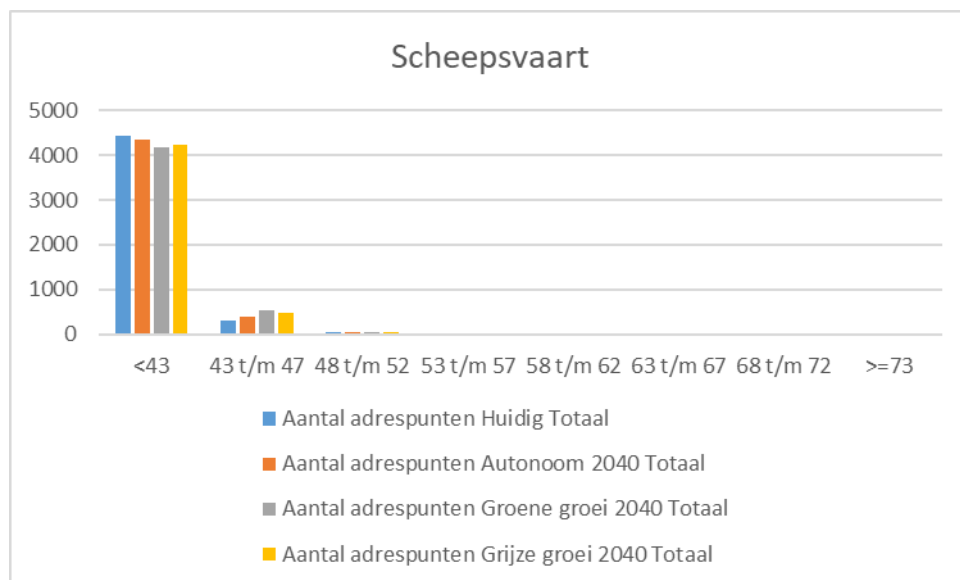 Scheepsvaart
5000
4000
3000
2000
1000
0
<43 43 t/m 47 48 t/m 52 53 t/m 57 58 t/m 62 63 t/m 67 68 t/m 72 >=73
Aantal adrespunten Huidig Totaal
Aantal adrespunten Autonoom 2040 Totaal
Aantal adrespunten Groene groei 2040 Totaal
Aantal adrespunten Grijze groei 2040 Totaal